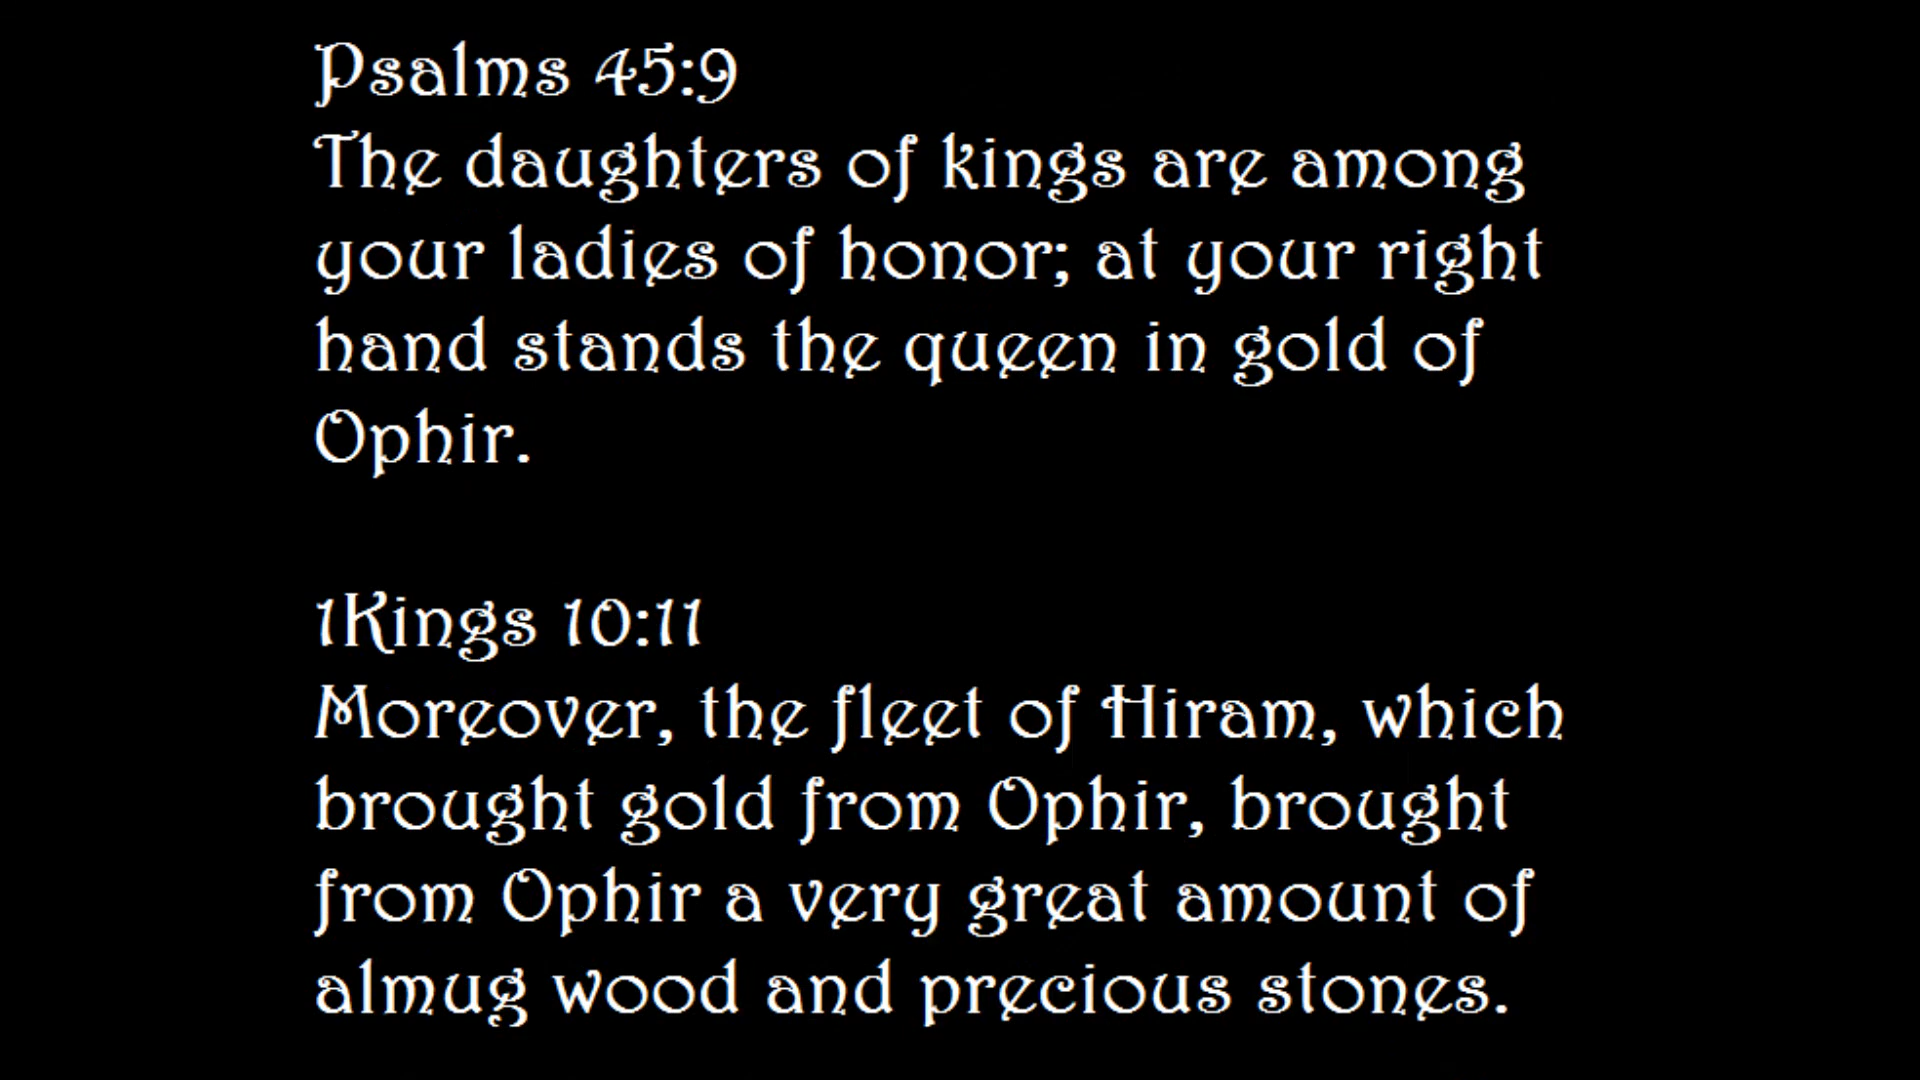 Psalms 45:9
The daughters of kings are among
your ladies of honor; at your right
hand stands the queen in gold of
Ophir.
1Kings 10:11
Moreover, the fleet of Hiram, which
brought gold from Ophir, brought
from Ophir a very great amount of
almug wood and precious stones.